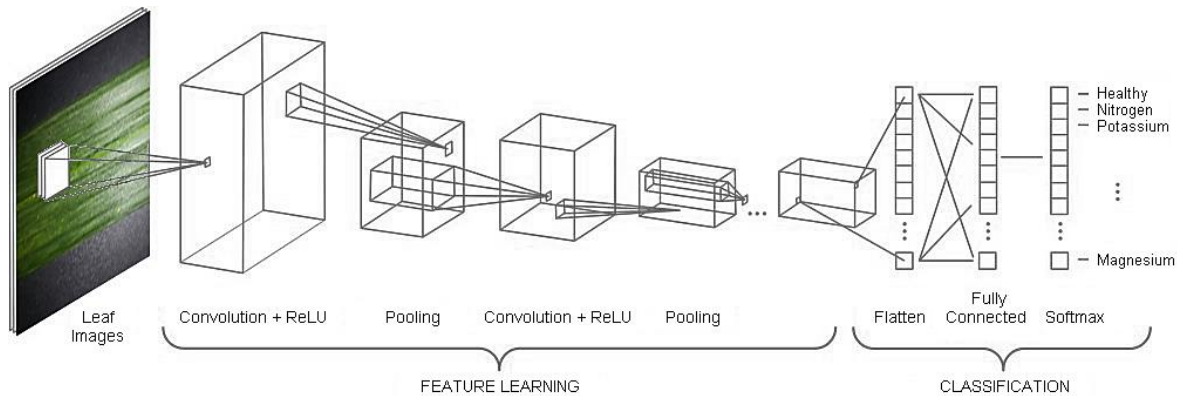 Healthy
Nitrogen
Potassium
Magnesium
Leaf
Images
Convolution + ReLU
Pooling
Convolution + ReLU
Pooling
Flatten
Fully
Connected
Softmax
FEATURE LEARNING
CLASSIFICATION